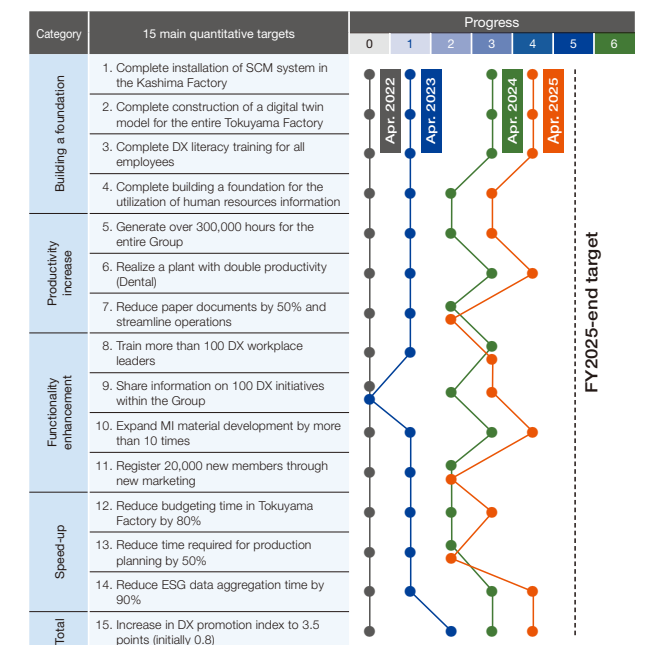 Category
15 main quantitative targets
Progress
0 1 2 3 4 5 6
Building a foundation
1. Complete installation of SCM system in
the Kashima Factory
2. Complete construction of a digital twin
model for the entire Tokuyama Factory
3. Complete DX literacy training for all
employees
4. Complete building a foundation for the
utilization of human resources information
Productivity
increase
5. Generate over 300,000 hours for the
entire Group
6. Realize a plant with double productivity
(Dental)
7. Reduce paper documents by 50% and
streamline operations
Functionality
enhancement
8. Train more than 100 DX workplace
leaders
9. Share information on 100 DX initiatives
within the Group
10. Expand MI material development by more
than 10 times
11. Register 20,000 new members through
new marketing
Speed-up
12. Reduce budgeting time in Tokuyama
Factory by 80%
13. Reduce time required for production
planning by 50%
14. Reduce ESG data aggregation time by
90%
Total
15. Increase in DX promotion index to 3.5
points (initially 0.8)
Apr. 2022
Apr. 2023
Apr. 2024
Apr. 2025
FY2025-end target